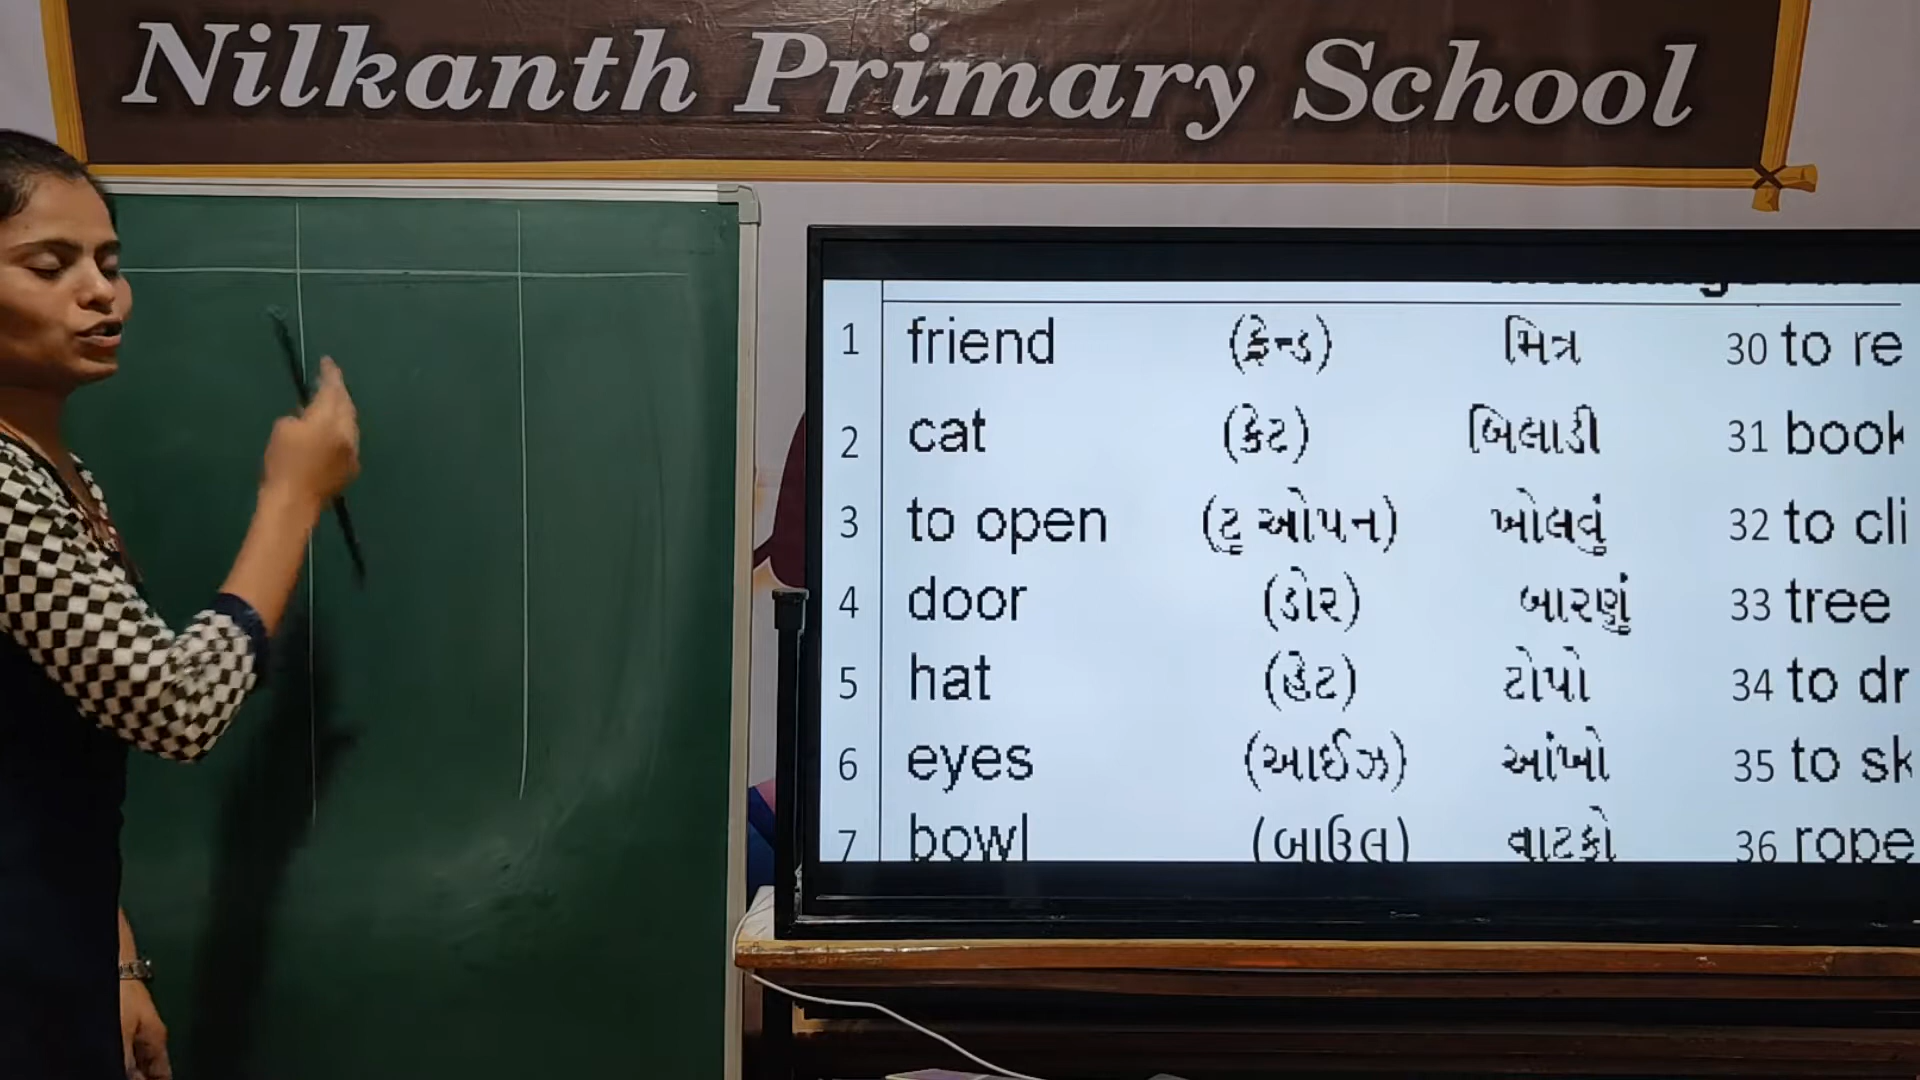 Nilkanth Primary School
1 friend (ફ્રેન્ડ) મિત્ર 30 to re
2 cat (કેટ) બિલાડી 31 book
3 to open (ટુ ઓપન) ખોલવું 32 to cli
4 door (ડોર) બારણું 33 tree
5 hat (હેટ) ટોપો 34 to dr
6 eyes (આઈઝ) આંખો 35 to sk
7 bowl (બાઉલ) વાટકો 36 rope